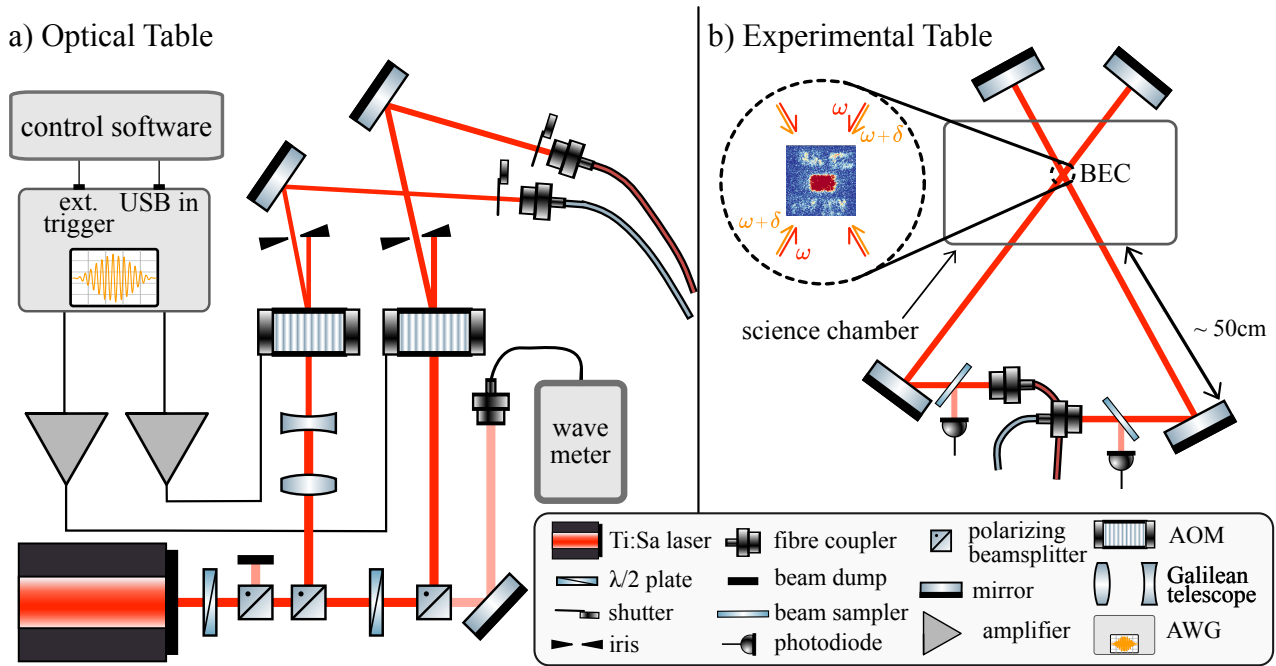 a) Optical Table
control software
ext.
trigger
USB in
wave
meter
b) Experimental Table
ω
ω+δ
ω+δ
ω
BEC
science chamber
~ 50cm
Ti:Sa laser
λ/2 plate
shutter
iris
fibre coupler
beam dump
beam sampler
photodiode
polarizing
beamsplitter
mirror
amplifier
AOM
Galilean
telescope
AWG